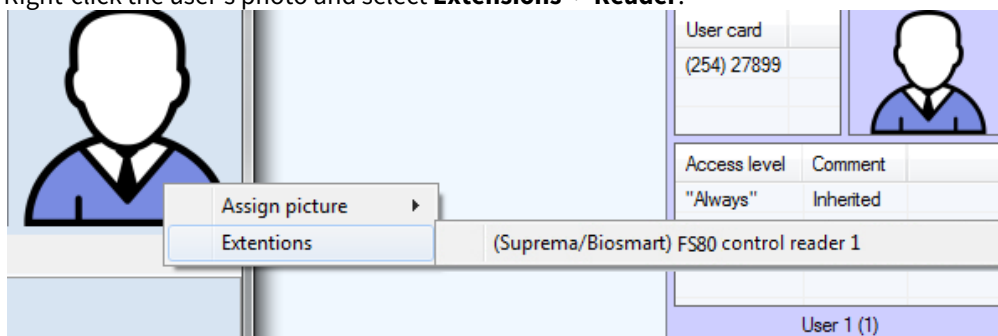 Right-click the user's photo and select Extensions → Reader.
User card
(254) 27899
Access level Comment
"Always" Inherited
Assign picture
Extentions
(Suprema/Biosmart) FS80 control reader 1
User 1 (1)